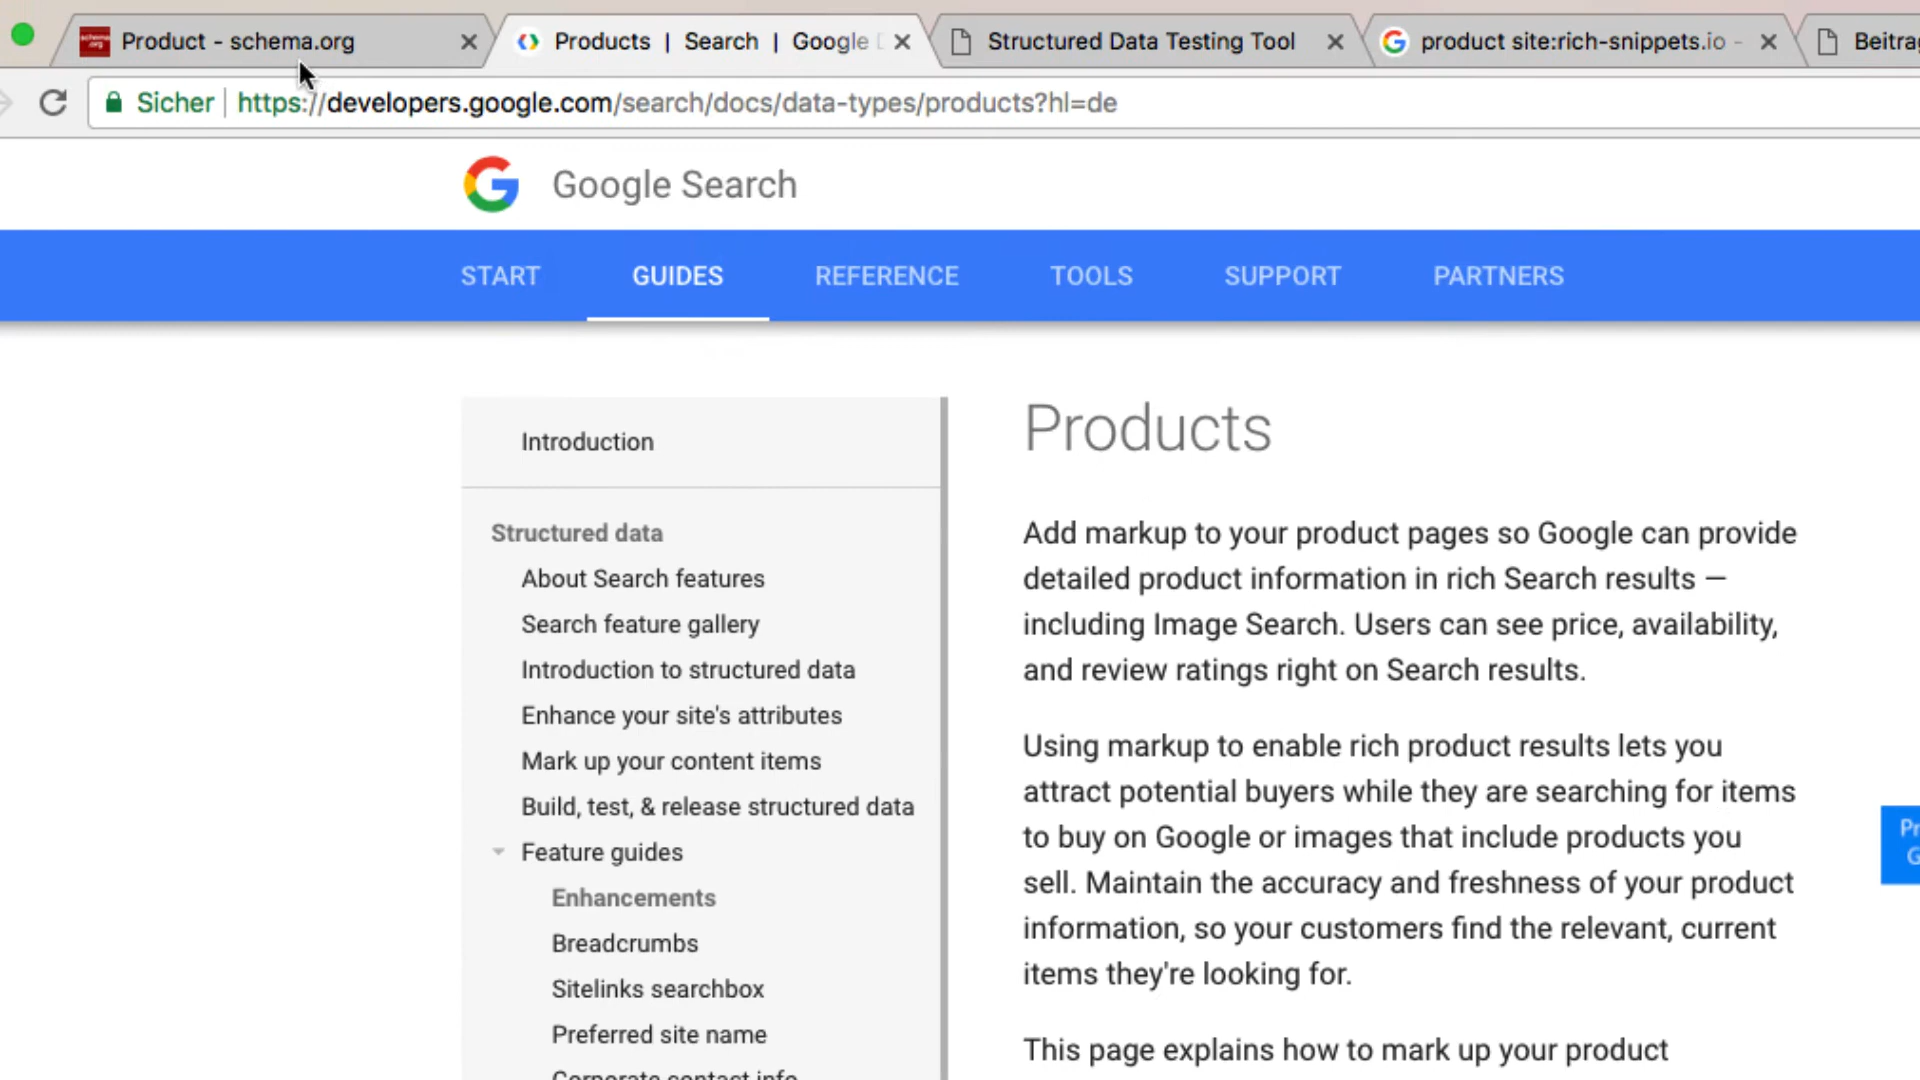 Product - schema.org
Products | Search | Google
Structured Data Testing Tool
product site:rich-snippets.io -
Beitra
Sicher
https://developers.google.com/search/docs/data-types/products?hl=de
Google Search
START
GUIDES
REFERENCE
TOOLS
SUPPORT
PARTNERS
Introduction
Structured data
About Search features
Search feature gallery
Introduction to structured data
Enhance your site's attributes
Mark up your content items
Build, test, & release structured data
Feature guides
Enhancements
Breadcrumbs
Sitelinks searchbox
Preferred site name
Corporate contact info
Products
Add markup to your product pages so Google can provide
detailed product information in rich Search results —
including Image Search. Users can see price, availability,
and review ratings right on Search results.
Using markup to enable rich product results lets you
attract potential buyers while they are searching for items
to buy on Google or images that include products you
sell. Maintain the accuracy and freshness of your product
information, so your customers find the relevant, current
items they're looking for.
This page explains how to mark up your product